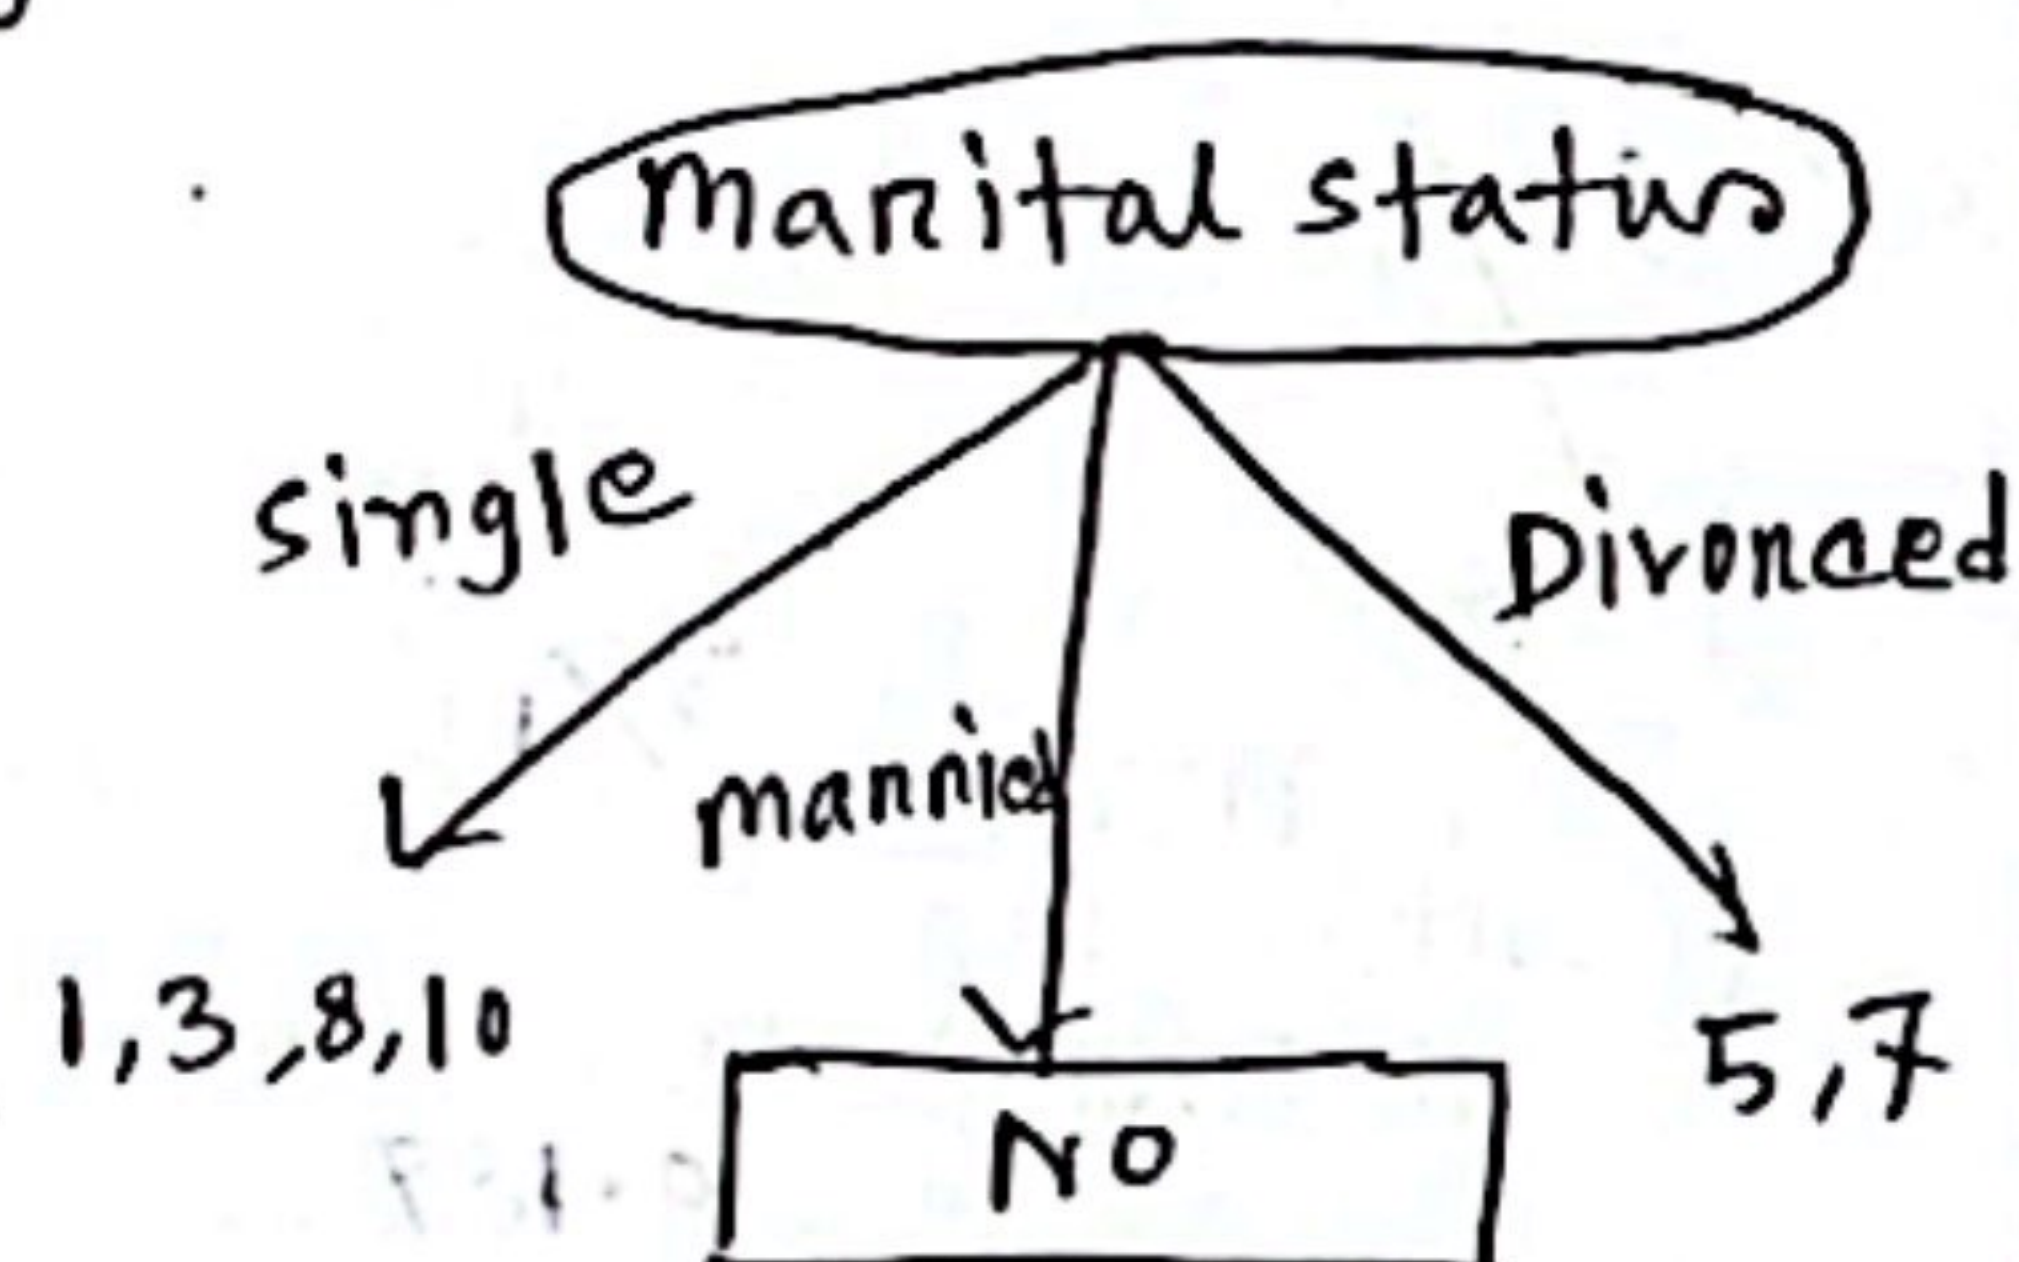 Marital status
single
Divorced
married
1,3,8,10
5,7
NO